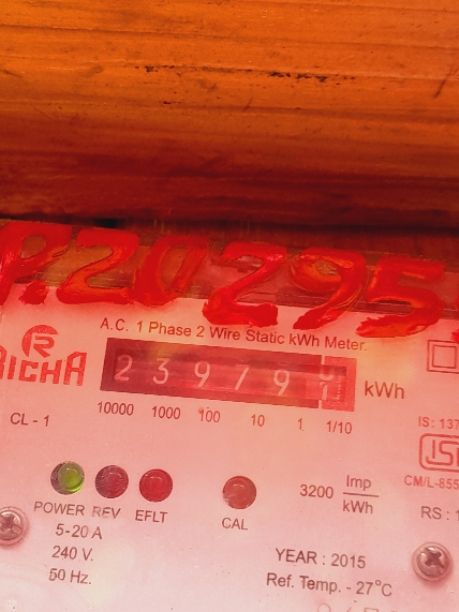 P.20295
A.C. 1 Phase 2 Wire Static kWh Meter.
RICHA
2 3 9 7 9 kWh
10000 1000 100 10 1 1/10
CL - 1
IS: 137
CM/L-855
3200 Imp/kWh
RS : 1
POWER REV EFLT CAL
5-20 A
240 V.
50 Hz.
YEAR : 2015
Ref. Temp. - 27°C